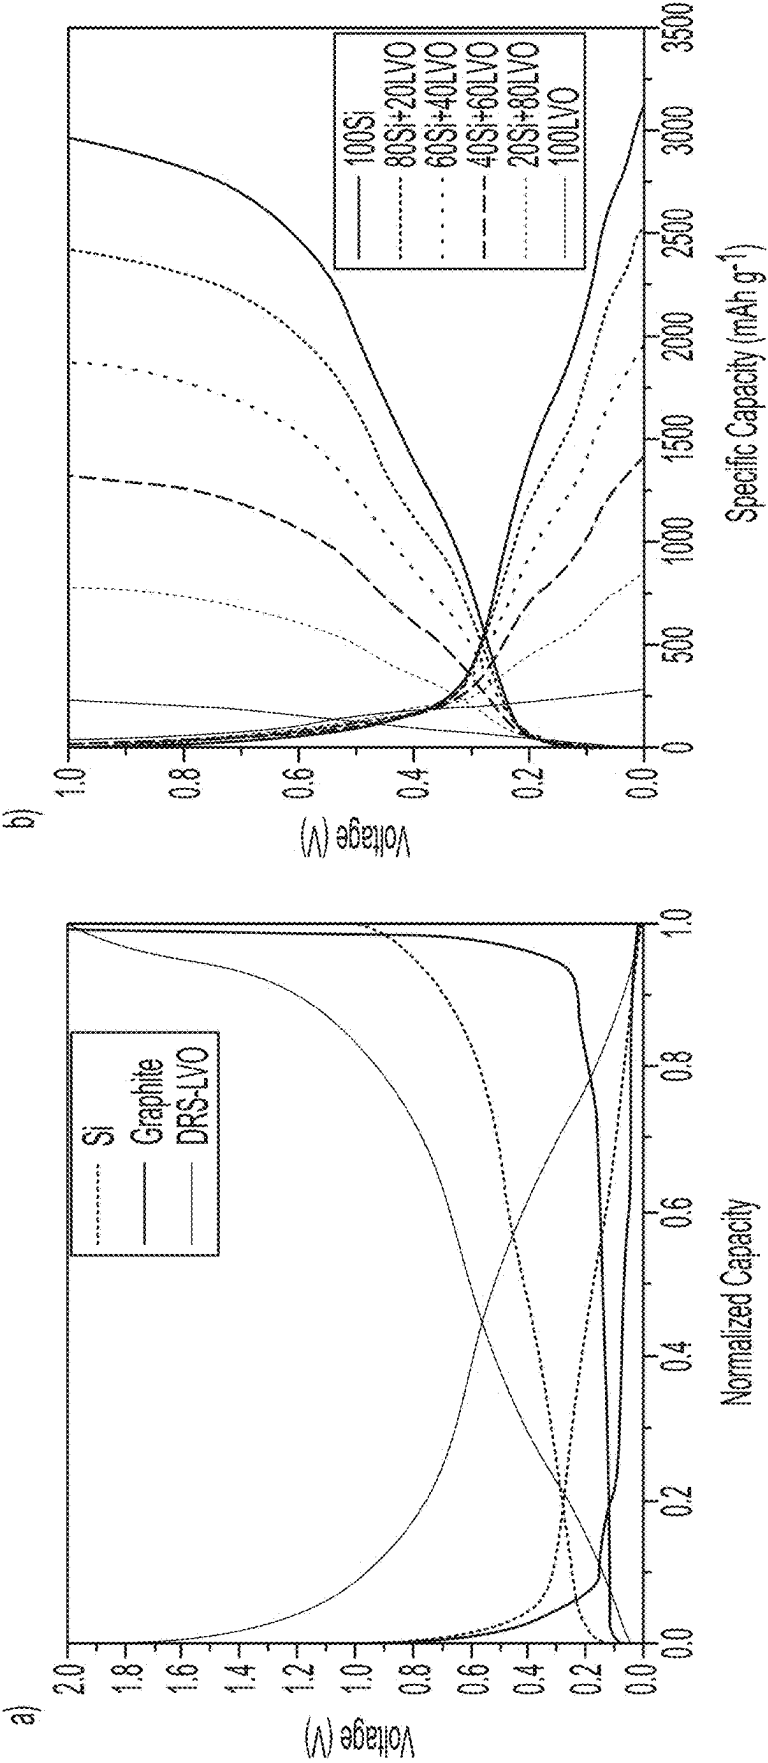 a)
Voltage (V)
2.0
1.8
1.6
1.4
1.2
1.0
0.8
0.6
0.4
0.2
0.0
0.0
0.2
0.4
0.6
0.8
1.0
Normalized Capacity
Si
Graphite
DRS-LVO
b)
Voltage (V)
1.0
0.8
0.6
0.4
0.2
0.0
0
500
1000
1500
2000
2500
3000
3500
Specific Capacity (mAh g⁻¹)
100Si
80Si+20LVO
60Si+40LVO
40Si+60LVO
20Si+80LVO
100LVO